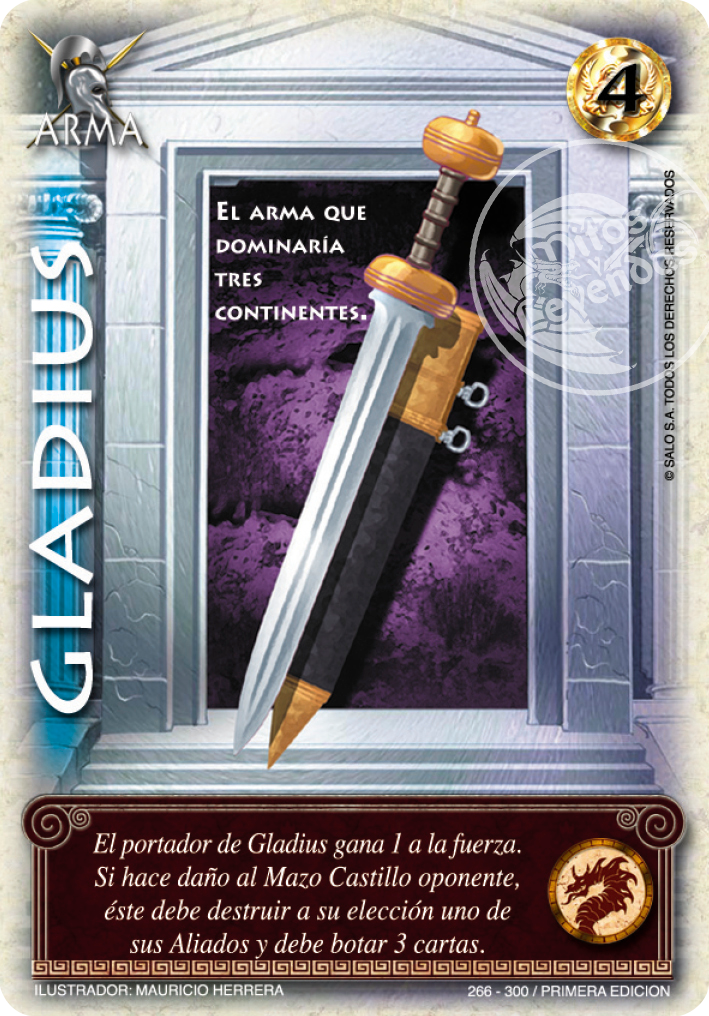 ARMA
4
GLADIUS
EL ARMA QUE
DOMINARÍA
TRES
CONTINENTES.
Mitos
y
Leyendas
© SALO S.A. TODOS LOS DERECHOS RESERVADOS
El portador de Gladius gana 1 a la fuerza.
Si hace daño al Mazo Castillo oponente,
éste debe destruir a su elección uno de
sus Aliados y debe botar 3 cartas.
ILUSTRADOR: MAURICIO HERRERA
266 - 300 / PRIMERA EDICION